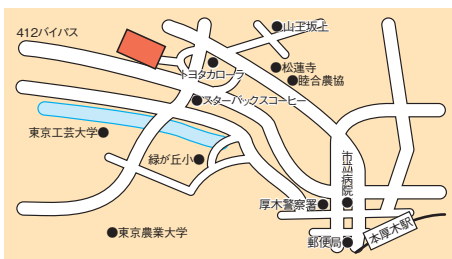 412バイパス
山王坂上
トヨタカローラ
松蓮寺
睦合農協
スターバックスコーヒー
東京工芸大学
緑が丘小
市立病院
厚木警察署
東京農業大学
郵便局
本厚木駅